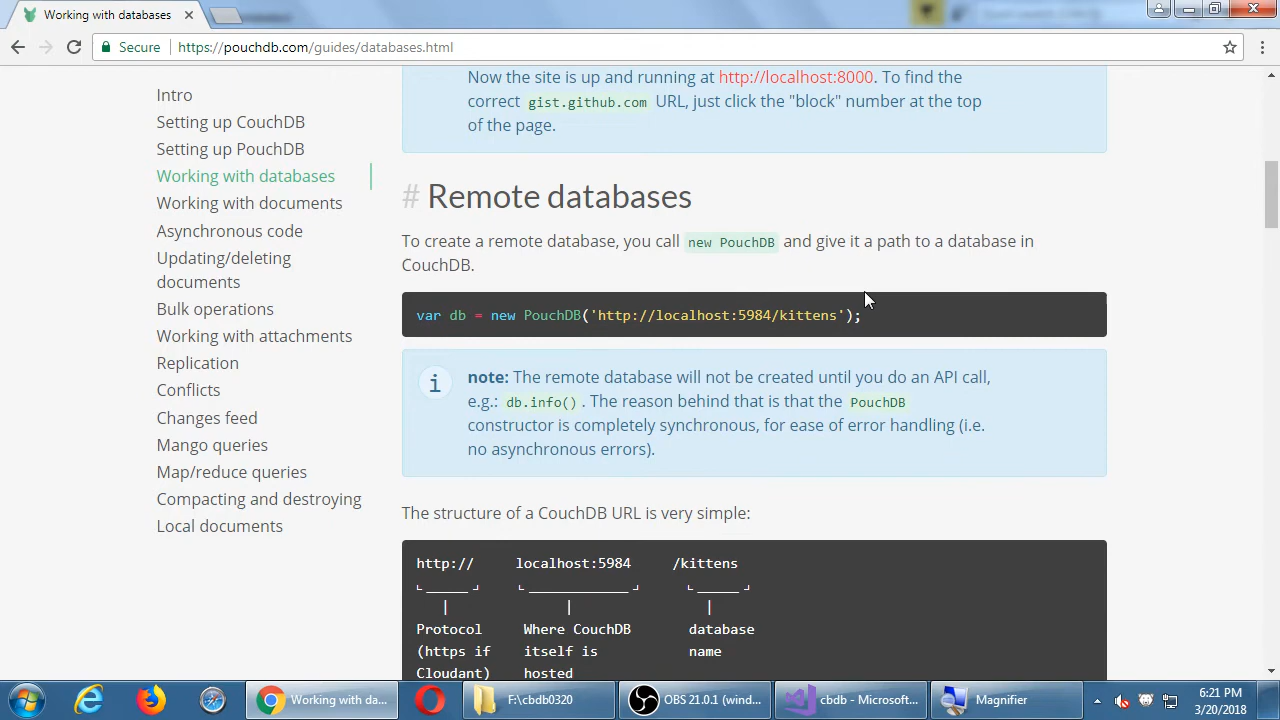 Working with databases
Secure https://pouchdb.com/guides/databases.html
Intro
Setting up CouchDB
Setting up PouchDB
Working with databases
Working with documents
Asynchronous code
Updating/deleting
documents
Bulk operations
Working with attachments
Replication
Conflicts
Changes feed
Mango queries
Map/reduce queries
Compacting and destroying
Local documents
Now the site is up and running at http://localhost:8000. To find the
correct gist.github.com URL, just click the "block" number at the top
of the page.
# Remote databases
To create a remote database, you call new PouchDB and give it a path to a database in
CouchDB.
var db = new PouchDB('http://localhost:5984/kittens');
note: The remote database will not be created until you do an API call,
e.g.: db.info(). The reason behind that is that the PouchDB
constructor is completely synchronous, for ease of error handling (i.e.
no asynchronous errors).
The structure of a CouchDB URL is very simple:
http:// localhost:5984 /kittens
Protocol Where CouchDB database
(https if itself is name
Cloudant) hosted
Working with da... F:\cbdb0320 OBS 21.0.1 (wind... cbdb - Microsoft... Magnifier 6:21 PM
3/20/2018